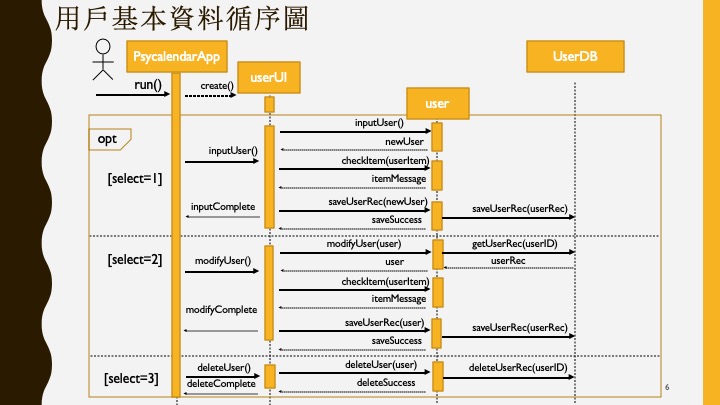 用戶基本資料循序圖
PsycalendarApp
userUI
UserDB
run()
create()
user
opt
inputUser()
newUser
inputUser()
checkItem(userItem)
[select=1]
itemMessage
inputComplete
saveUserRec(newUser)
saveUserRec(userRec)
saveSuccess
modifyUser(user)
getUserRec(userID)
[select=2]
modifyUser()
user
userRec
checkItem(userItem)
itemMessage
modifyComplete
saveUserRec(user)
saveUserRec(userRec)
saveSuccess
deleteUser()
deleteUser(user)
deleteUserRec(userID)
[select=3]
deleteComplete
deleteSuccess
6